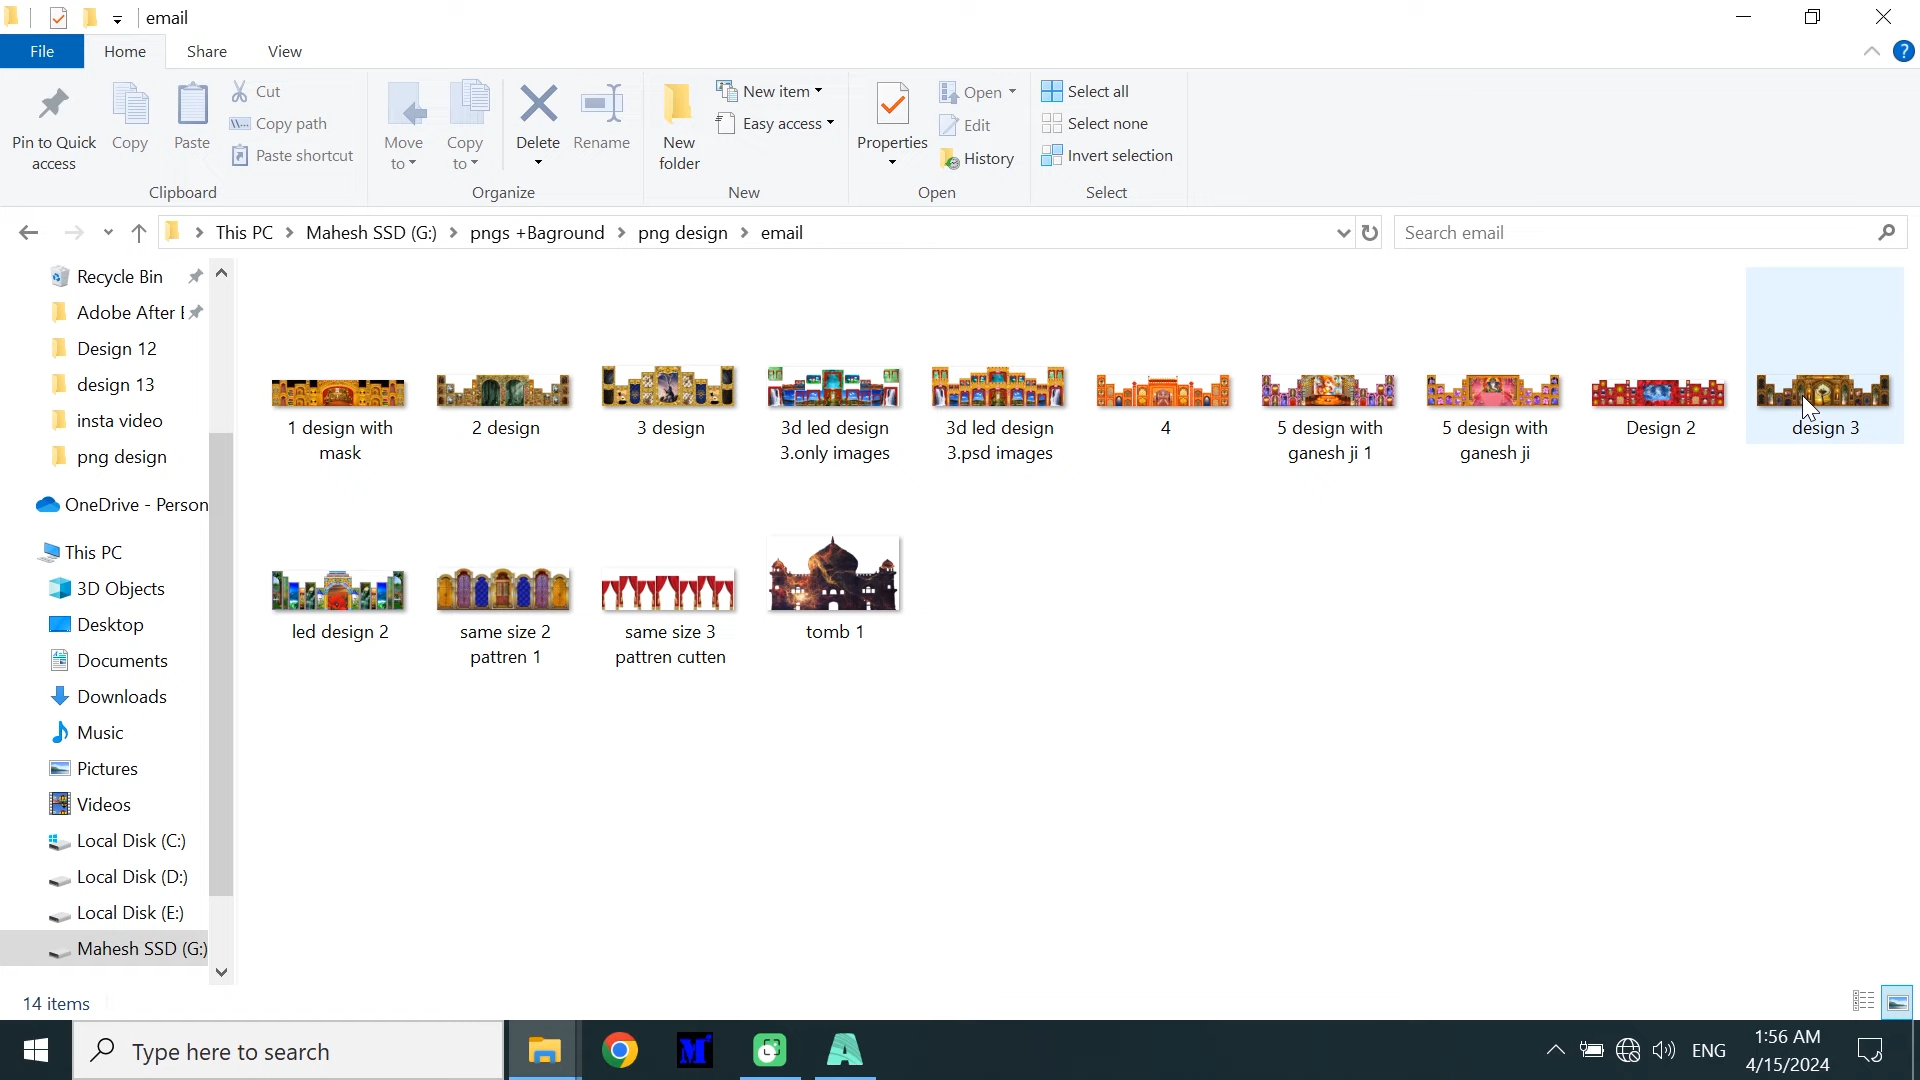 email
File Home Share View
Pin to Quick access
Copy
Paste
Cut
Copy path
Paste shortcut
Clipboard
Move to
Copy to
Delete
Rename
Organize
New folder
New item
Easy access
New
Properties
Open
Edit
History
Open
Select all
Select none
Invert selection
Select
This PC > Mahesh SSD (G:) > pngs +Baground > png design > email
Search email
Recycle Bin
Adobe After E
Design 12
design 13
insta video
png design
OneDrive - Person
This PC
3D Objects
Desktop
Documents
Downloads
Music
Pictures
Videos
Local Disk (C:)
Local Disk (D:)
Local Disk (E:)
Mahesh SSD (G:)
1 design with mask
2 design
3 design
3d led design 3.only images
3d led design 3.psd images
4
5 design with ganesh ji 1
5 design with ganesh ji
Design 2
design 3
led design 2
same size 2 pattren 1
same size 3 pattren cutten
tomb 1
14 items
Type here to search
ENG
1:56 AM
4/15/2024